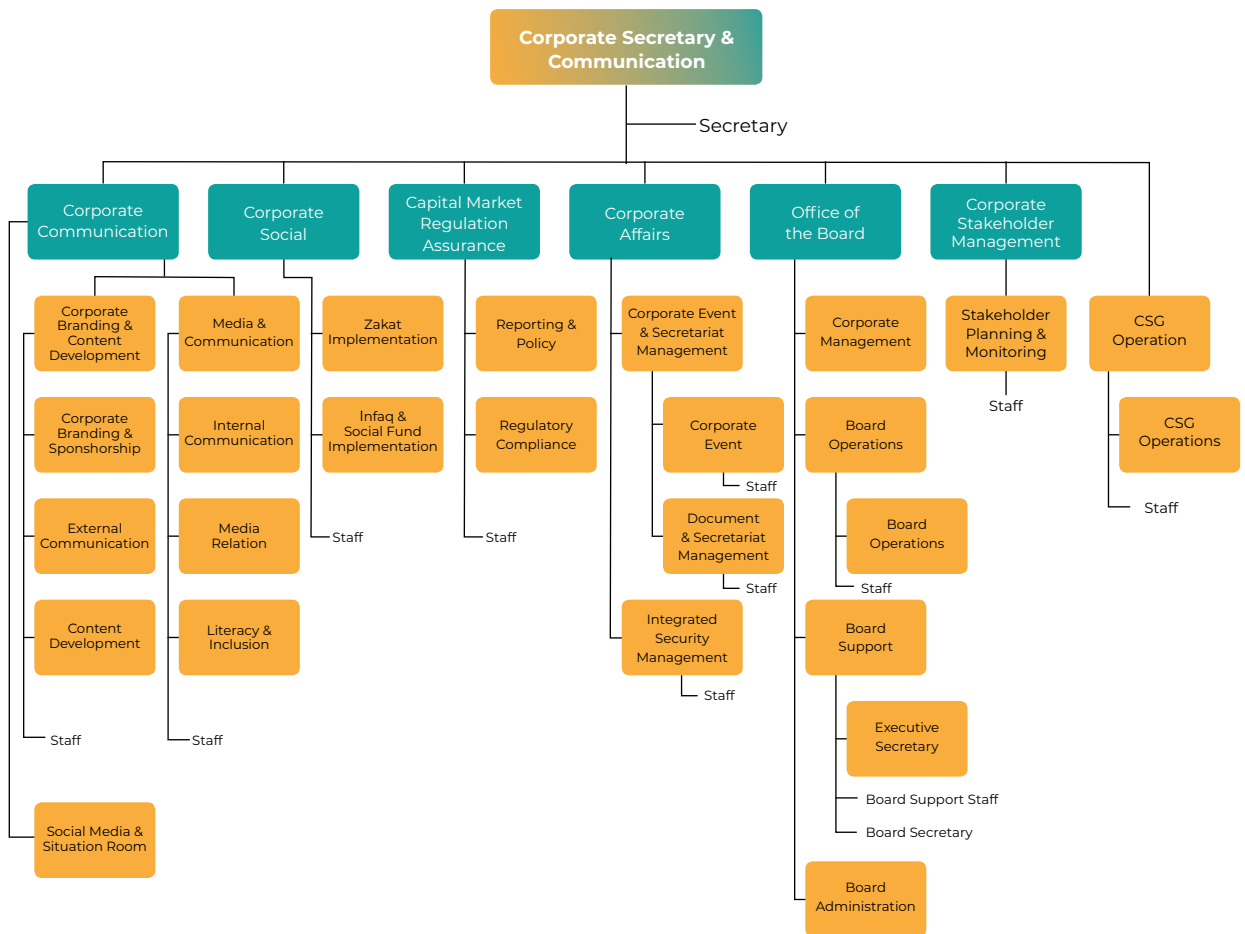 Corporate Secretary &
Communication
Secretary
Corporate
Communication
Corporate
Social
Capital Market
Regulation
Assurance
Corporate
Affairs
Office of
the Board
Corporate
Stakeholder
Management
Corporate
Branding &
Content
Development
Media &
Communication
Zakat
Implementation
Reporting &
Policy
Corporate Event
& Secretariat
Management
Corporate
Management
Stakeholder
Planning &
Monitoring
CSG
Operation
Staff
Corporate
Branding &
Sponshorship
Internal
Communication
Infaq &
Social Fund
Implementation
Regulatory
Compliance
Corporate
Event
Board
Operations
CSG
Operations
Staff
Staff
External
Communication
Media
Relation
Staff
Staff
Document
& Secretariat
Management
Board
Operations
Staff
Staff
Content
Development
Literacy &
Inclusion
Integrated
Security
Management
Board
Support
Staff
Staff
Staff
Executive
Secretary
Board Support Staff
Board Secretary
Social Media &
Situation Room
Board
Administration